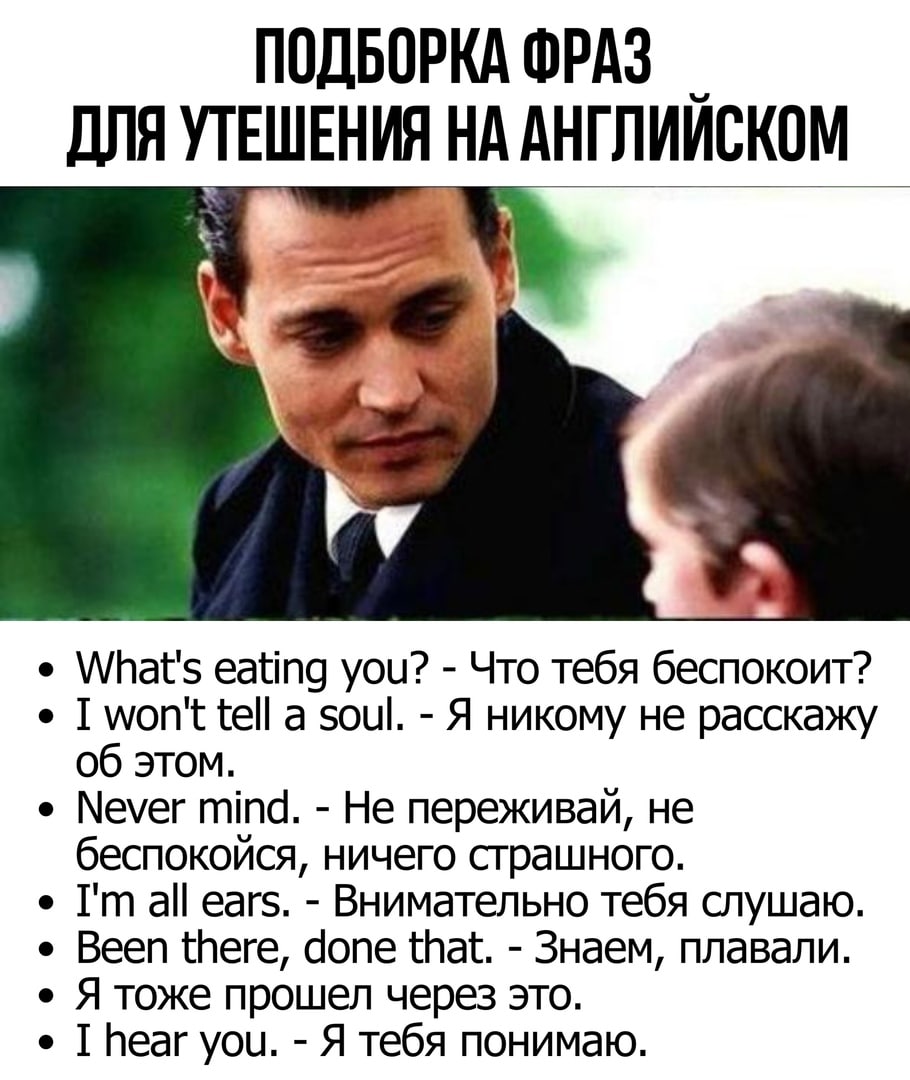 ПОДБОРКА ФРАЗ
ДЛЯ УТЕШЕНИЯ НА АНГЛИЙСКОМ
• What's eating you? - Что тебя беспокоит?
• I won't tell a soul. - Я никому не расскажу
об этом.
• Never mind. - Не переживай, не
беспокойся, ничего страшного.
• I'm all ears. - Внимательно тебя слушаю.
• Been there, done that. - Знаем, плавали.
• Я тоже прошел через это.
• I hear you. - Я тебя понимаю.